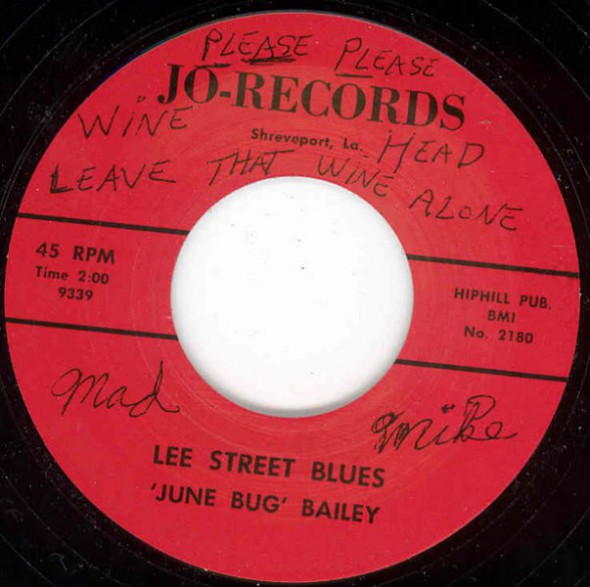 PLEASE PLEASE
JO-RECORDS
WINE HEAD
Shreveport, La.
LEAVE THAT WINE ALONE
45 RPM
Time 2:00
9339
HIPHILL PUB.
BMI
No. 2180
Mad Mike
LEE STREET BLUES
'JUNE BUG' BAILEY